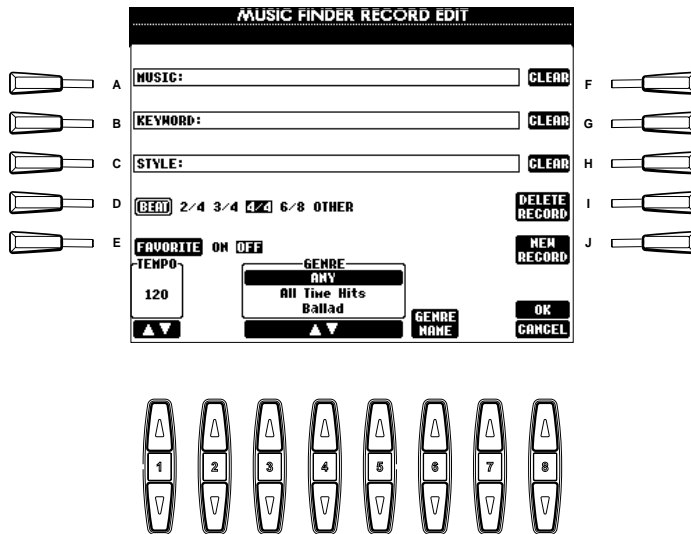 MUSIC FINDER RECORD EDIT
A MUSIC: CLEAR F
B KEYWORD: CLEAR G
C STYLE: CLEAR H
D BEAT 2/4 3/4 4/4 6/8 OTHER DELETE RECORD I
E FAVORITE ON OFF NEW RECORD J
TEMPO GENRE
ANY
120 All Time Hits
Ballad
GENRE NAME
OK
CANCEL
1 2 3 4 5 6 7 8